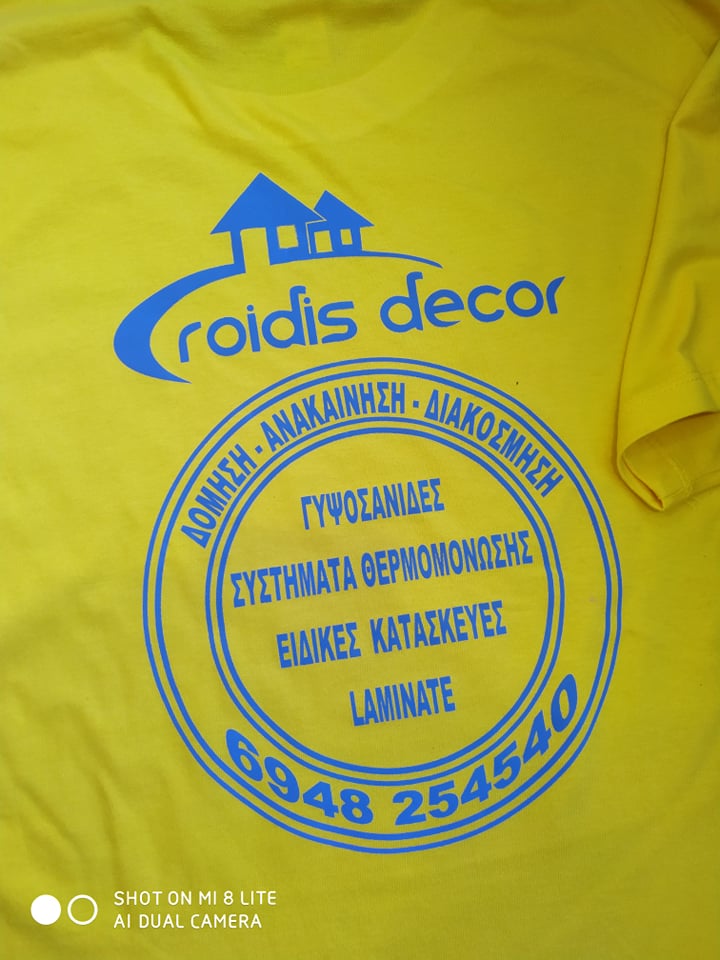 roidis decor
ΔΟΜΗΣΗ - ΑΝΑΚΑΙΝΗΣΗ - ΔΙΑΚΟΣΜΗΣΗ
ΓΥΨΟΣΑΝΙΔΕΣ
ΣΥΣΤΗΜΑΤΑ ΘΕΡΜΟΜΟΝΩΣΗΣ
ΕΙΔΙΚΕΣ ΚΑΤΑΣΚΕΥΕΣ
LAMINATE
6948 254540
SHOT ON MI 8 LITE
AI DUAL CAMERA